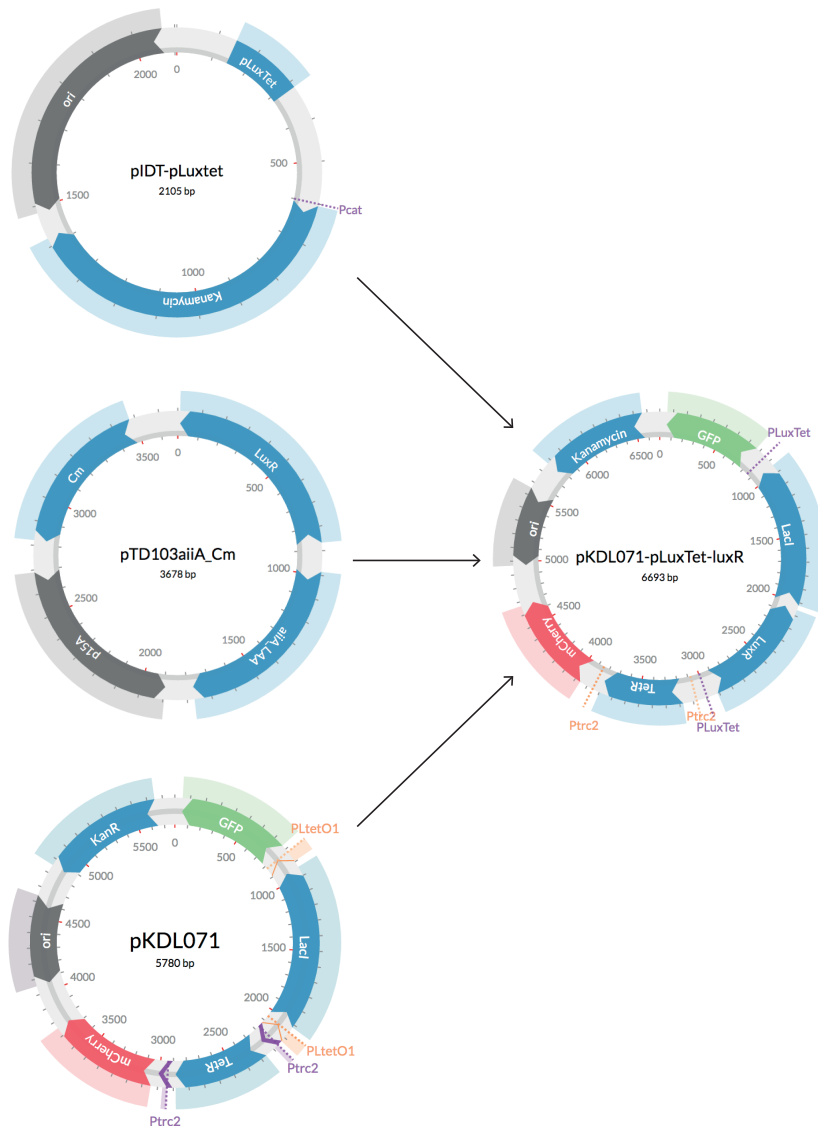 2000
0
pLuxTet
ori
pIDT-pLuxtet
2105 bp
500
1500
Pcat
1000
Kanamycin
3500
0
Cm
LuxR
500
3000
pTD103aiiA_Cm
3678 bp
1000
2500
p15A
2000
1500
aiiA_LAA
Kanamycin
6500
0
GFP
PLuxTet
6000
500
1000
5500
ori
LacI
1500
5000
pKDL071-pLuxTet-luxR
6693 bp
2000
4500
mCherry
4000
2500
LuxR
3500
3000
TetR
Ptrc2
Ptrc2
PLuxTet
KanR
5500
0
GFP
PLtetO1
500
5000
1000
4500
ori
pKDL071
5780 bp
LacI
1500
4000
2000
3500
mCherry
3000
2500
TetR
PLtetO1
Ptrc2
Ptrc2